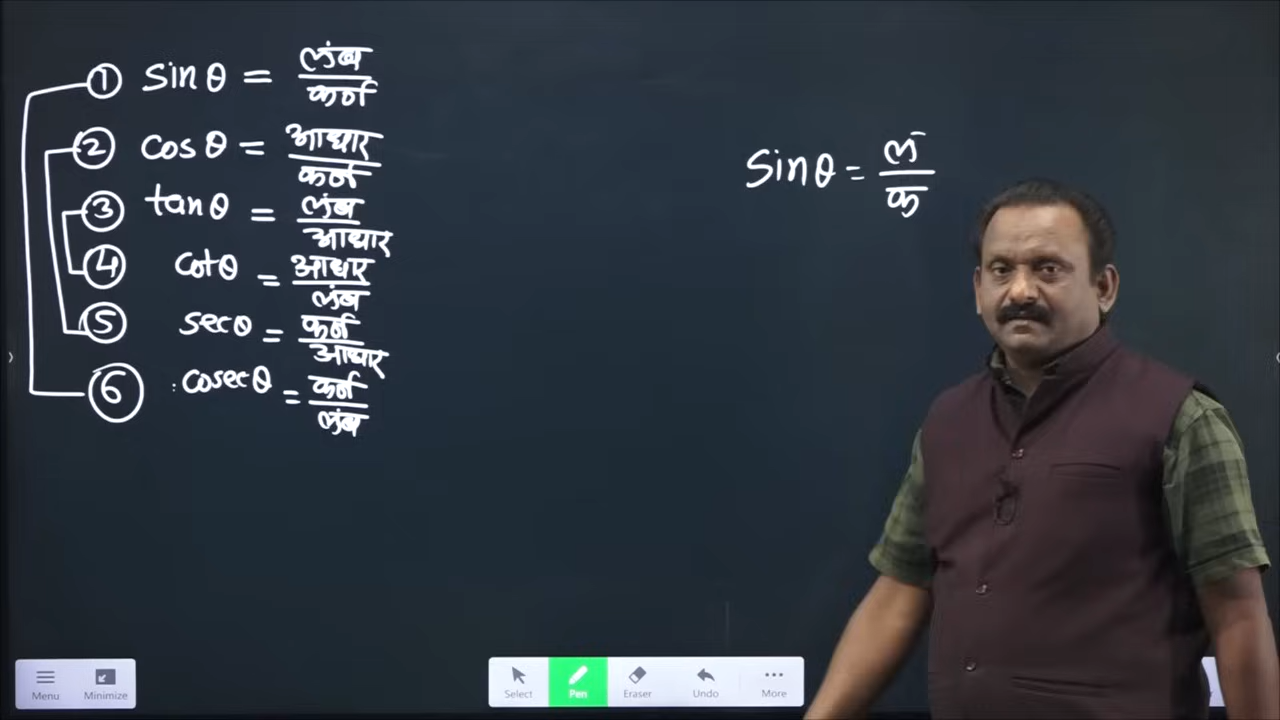 ① sinθ = लंब/कर्ण
② cosθ = आधार/कर्ण
③ tanθ = लंब/आधार
④ cotθ = आधार/लंब
⑤ secθ = कर्ण/आधार
⑥ cosecθ = कर्ण/लंब
Sinθ = लं/क
Menu
Minimize
Select
Pen
Eraser
Undo
More